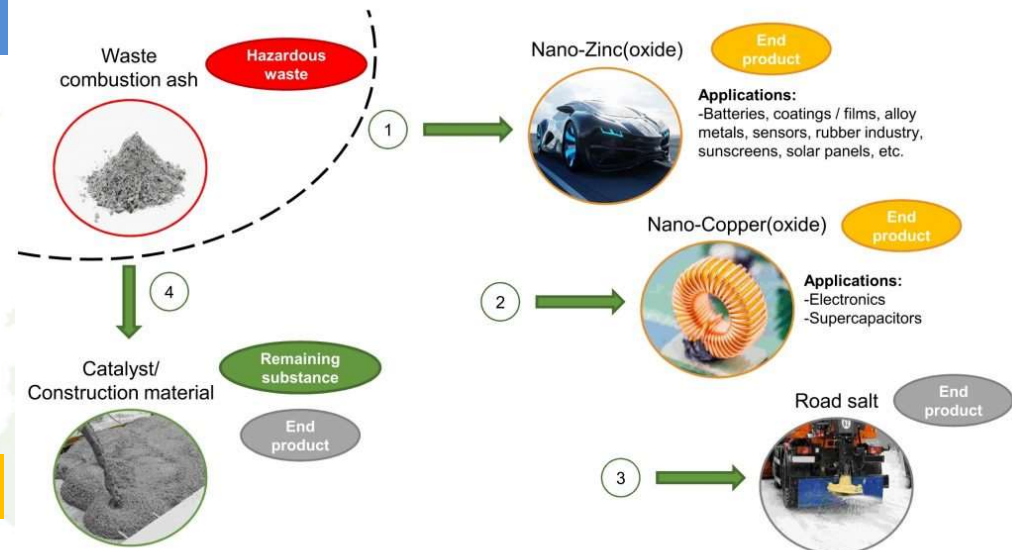 Waste
combustion ash
Hazardous
waste
1
Nano-Zinc(oxide)
End
product
Applications:
-Batteries, coatings / films, alloy
metals, sensors, rubber industry,
sunscreens, solar panels, etc.
2
Nano-Copper(oxide)
End
product
Applications:
-Electronics
-Supercapacitors
4
Catalyst/
Construction material
Remaining
substance
End
product
3
Road salt
End
product